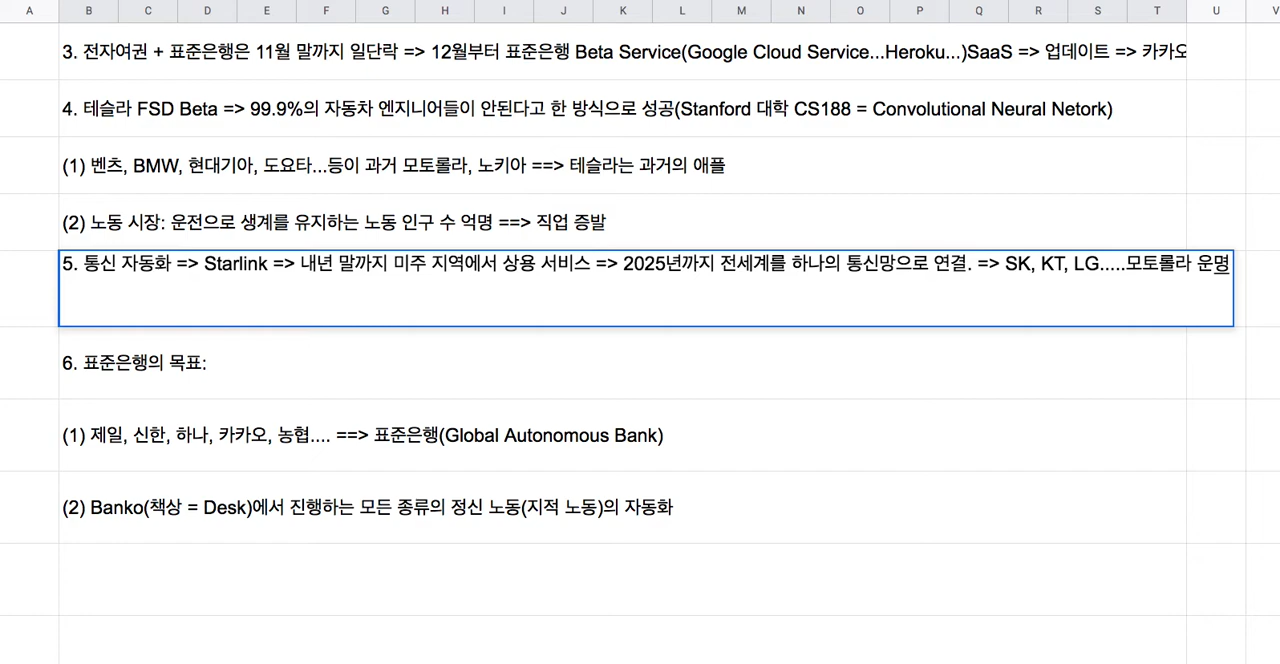 A B C D E F G H I J K L M N O P Q R S T U V
3. 전자여권 + 표준은행은 11월 말까지 일단락 => 12월부터 표준은행 Beta Service(Google Cloud Service...Heroku...)SaaS => 업데이트 => 카카오
4. 테슬라 FSD Beta => 99.9%의 자동차 엔지니어들이 안된다고 한 방식으로 성공(Stanford 대학 CS188 = Convolutional Neural Netork)
(1) 벤츠, BMW, 현대기아, 도요타...등이 과거 모토롤라, 노키아 ==> 테슬라는 과거의 애플
(2) 노동 시장: 운전으로 생계를 유지하는 노동 인구 수 억명 ==> 직업 증발
5. 통신 자동화 => Starlink => 내년 말까지 미주 지역에서 상용 서비스 => 2025년까지 전세계를 하나의 통신망으로 연결. => SK, KT, LG.....모토롤라 운명
6. 표준은행의 목표:
(1) 제일, 신한, 하나, 카카오, 농협.... ==> 표준은행(Global Autonomous Bank)
(2) Banko(책상 = Desk)에서 진행하는 모든 종류의 정신 노동(지적 노동)의 자동화